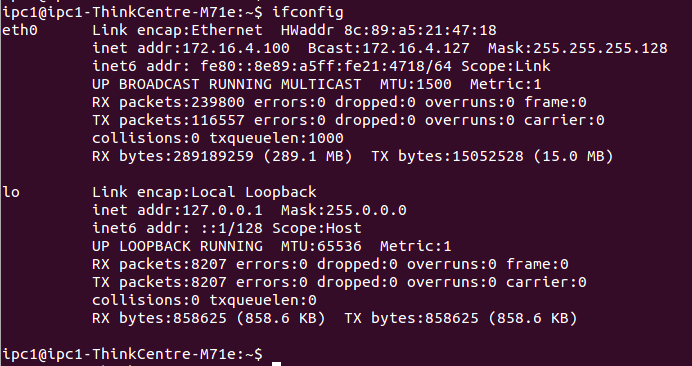 ipc1@ipc1-ThinkCentre-M71e:~$ ifconfig
eth0 Link encap:Ethernet HWaddr 8c:89:a5:21:47:18
inet addr:172.16.4.100 Bcast:172.16.4.127 Mask:255.255.255.128
inet6 addr: fe80::8e89:a5ff:fe21:4718/64 Scope:Link
UP BROADCAST RUNNING MULTICAST MTU:1500 Metric:1
RX packets:239800 errors:0 dropped:0 overruns:0 frame:0
TX packets:116557 errors:0 dropped:0 overruns:0 carrier:0
collisions:0 txqueuelen:1000
RX bytes:289189259 (289.1 MB) TX bytes:15052528 (15.0 MB)
lo Link encap:Local Loopback
inet addr:127.0.0.1 Mask:255.0.0.0
inet6 addr: ::1/128 Scope:Host
UP LOOPBACK RUNNING MTU:65536 Metric:1
RX packets:8207 errors:0 dropped:0 overruns:0 frame:0
TX packets:8207 errors:0 dropped:0 overruns:0 carrier:0
collisions:0 txqueuelen:0
RX bytes:858625 (858.6 KB) TX bytes:858625 (858.6 KB)
ipc1@ipc1-ThinkCentre-M71e:~$